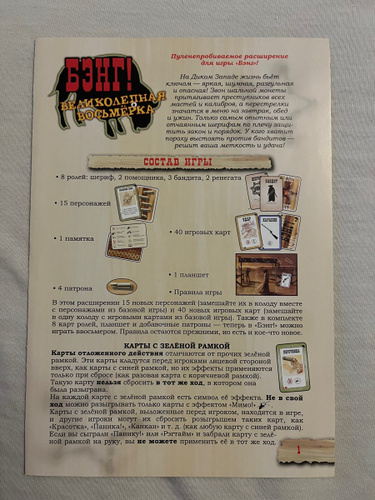 БЭНГ!
ВЕЛИКОЛЕПНАЯ
ВОСЬМЁРКА
Пуленепробиваемое расширение
для игры «Бэнг!»
На Диком Западе жизнь бьёт
ключом — яркая, шумная, разгульная
и опасная! Звон шальной монеты
притягивает преступников всех
мастей и калибров, а перестрелки
значатся в меню на завтрак, обед
и ужин. Только самым опытным или
отчаянным шерифам по плечу защи-
тить закон и порядок. У кого хватит
пороху выстоять против бандитов —
решит ваша меткость и удача!
СОСТАВ ИГРЫ
• 8 ролей: шериф, 2 помощника, 3 бандита, 2 ренегата
• 15 персонажей
• 1 памятка
• 40 игровых карт
• 1 планшет
• 4 патрона
• Правила игры
В этом расширении 15 новых персонажей (замешайте их в колоду вместе
с персонажами из базовой игры) и 40 новых игровых карт (замешайте
в одну колоду с игровыми картами из базовой игры). Также в комплекте
8 карт ролей, планшет и добавочные патроны — теперь в «Бэнг!» можно
играть ввосьмером. Правила остаются прежними, но есть и кое-что новое.
КАРТЫ С ЗЕЛЁНОЙ РАМКОЙ
Карты отложенного действия отличаются от прочих зелёной
рамкой. Эти карты кладутся перед игроками лицевой стороной
вверх, как карты с синей рамкой, но их эффекты применяются
только при сбросе (как разовая карта с коричневой рамкой).
Такую карту нельзя сбросить в тот же ход, в котором она
была разыграна.
На каждой карте с зелёной рамкой есть символ её эффекта. Не в свой
ход можно разыгрывать только карты с эффектом «Мимо!»
Карты с зелёной рамкой, выложенные перед игроком, находятся в игре,
и другие игроки могут их сбросить розыгрышем таких карт, как
«Красотка», «Паника!», «Канкан» и т. д. (как любую карту с синей рамкой).
Если вы сыграли «Панику!» или «Рэгтайм» и забрали карту с зелё-
ной рамкой на руку, вы не можете применить её в тот же ход.
1